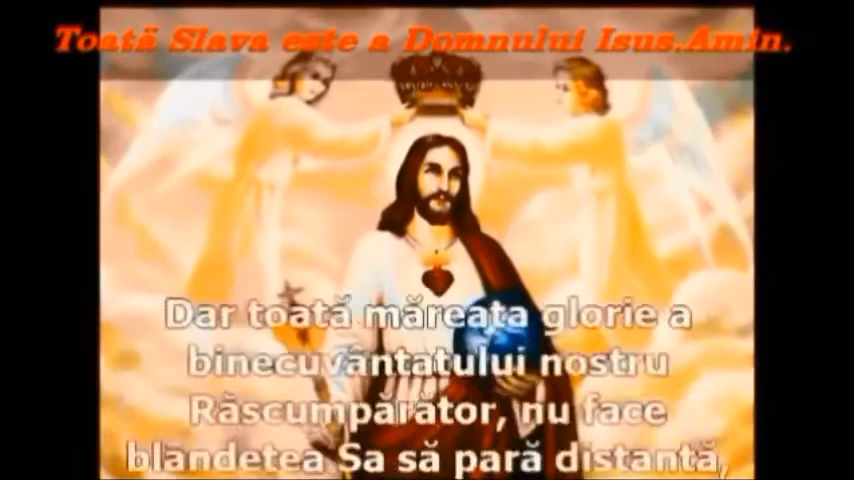 Toată Slava este a Domnului Isus.Amin.
Dar toată măreața glorie a
binecuvântatului nostru
Răscumpărător, nu face
blândețea Sa să pară distantă,